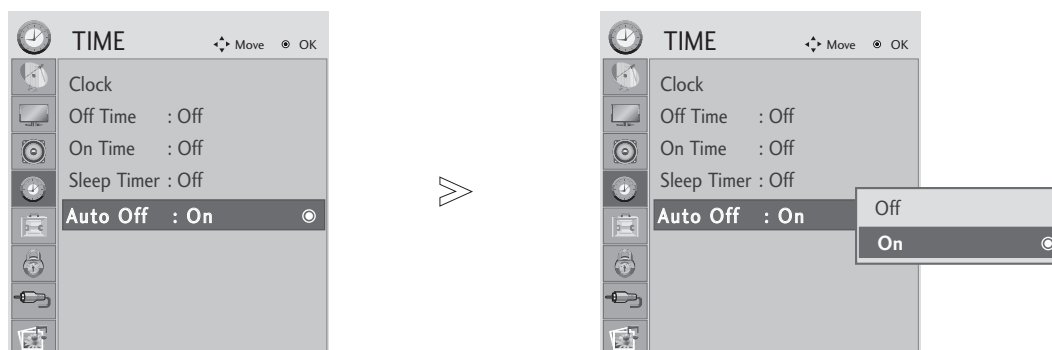 TIME Move OK
Clock
Off Time : Off
On Time : Off
Sleep Timer : Off
Auto Off : On
TIME Move OK
Clock
Off Time : Off
On Time : Off
Sleep Timer : Off
Auto Off : On
Off
On